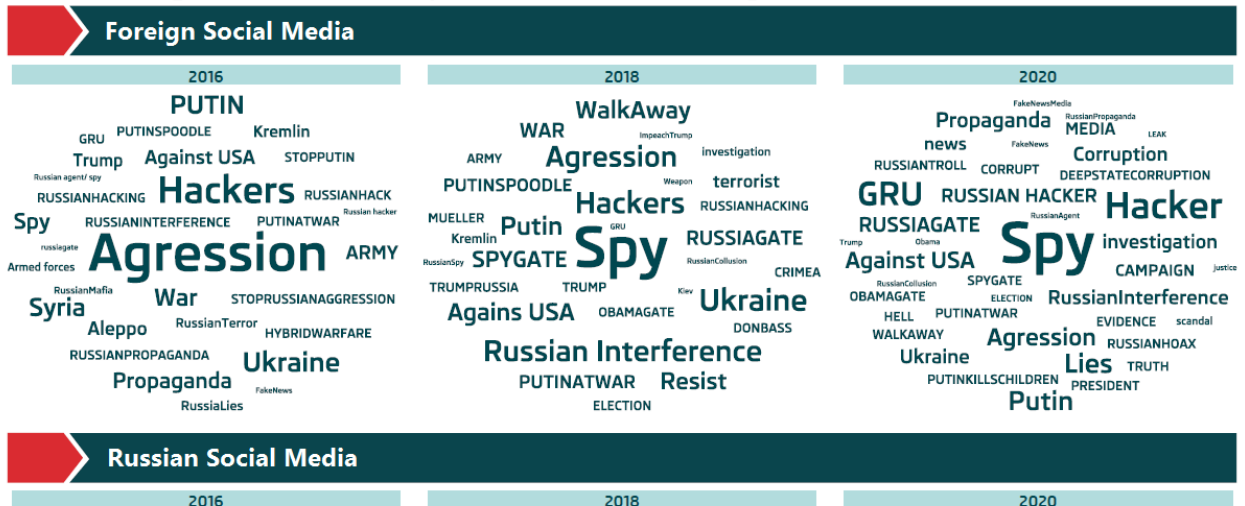 Foreign Social Media
2016
PUTIN
GRU PUTINSPOODLE Kremlin
Trump Against USA STOPPUTIN
Russian agent/ spy
RUSSIANHACKING Hackers RUSSIANHACK
Spy RUSSIANINTERFERENCE PUTINATWAR Russian hacker
russiagate Agression ARMY
Armed forces
RussianMafia
Syria War STOPRUSSIANAGGRESSION
Aleppo RussianTerror HYBRIDWARFARE
RUSSIANPROPAGANDA Ukraine
Propaganda FakeNews
RussiaLies
2018
WalkAway
WAR ImpeachTrump
ARMY Agression investigation
PUTINSPOODLE Weapon terrorist
Hackers RUSSIANHACKING
MUELLER Putin GRU
Kremlin Spy RUSSIAGATE
RussianSpy SPYGATE RussianCollusion
CRIMEA
TRUMPRUSSIA TRUMP Kiev Ukraine
Agains USA OBAMAGATE
DONBASS
Russian Interference
PUTINATWAR Resist
ELECTION
2020
FakeNewsMedia
Propaganda RussianPropaganda
MEDIA LEAK
news FakeNews Corruption
RUSSIANTROLL CORRUPT DEEPSTATECORRUPTION
GRU RUSSIAN HACKER Hacker
RUSSIAGATE RussianAgent
Trump Obama Spy investigation
Against USA CAMPAIGN justice
RussianCollusion SPYGATE
OBAMAGATE ELECTION RussianInterference
HELL PUTINATWAR EVIDENCE scandal
WALKAWAY Agression RUSSIANHOAX
Ukraine Lies TRUTH
PUTINKILLSCHILDREN PRESIDENT
Putin
Russian Social Media
2016
2018
2020